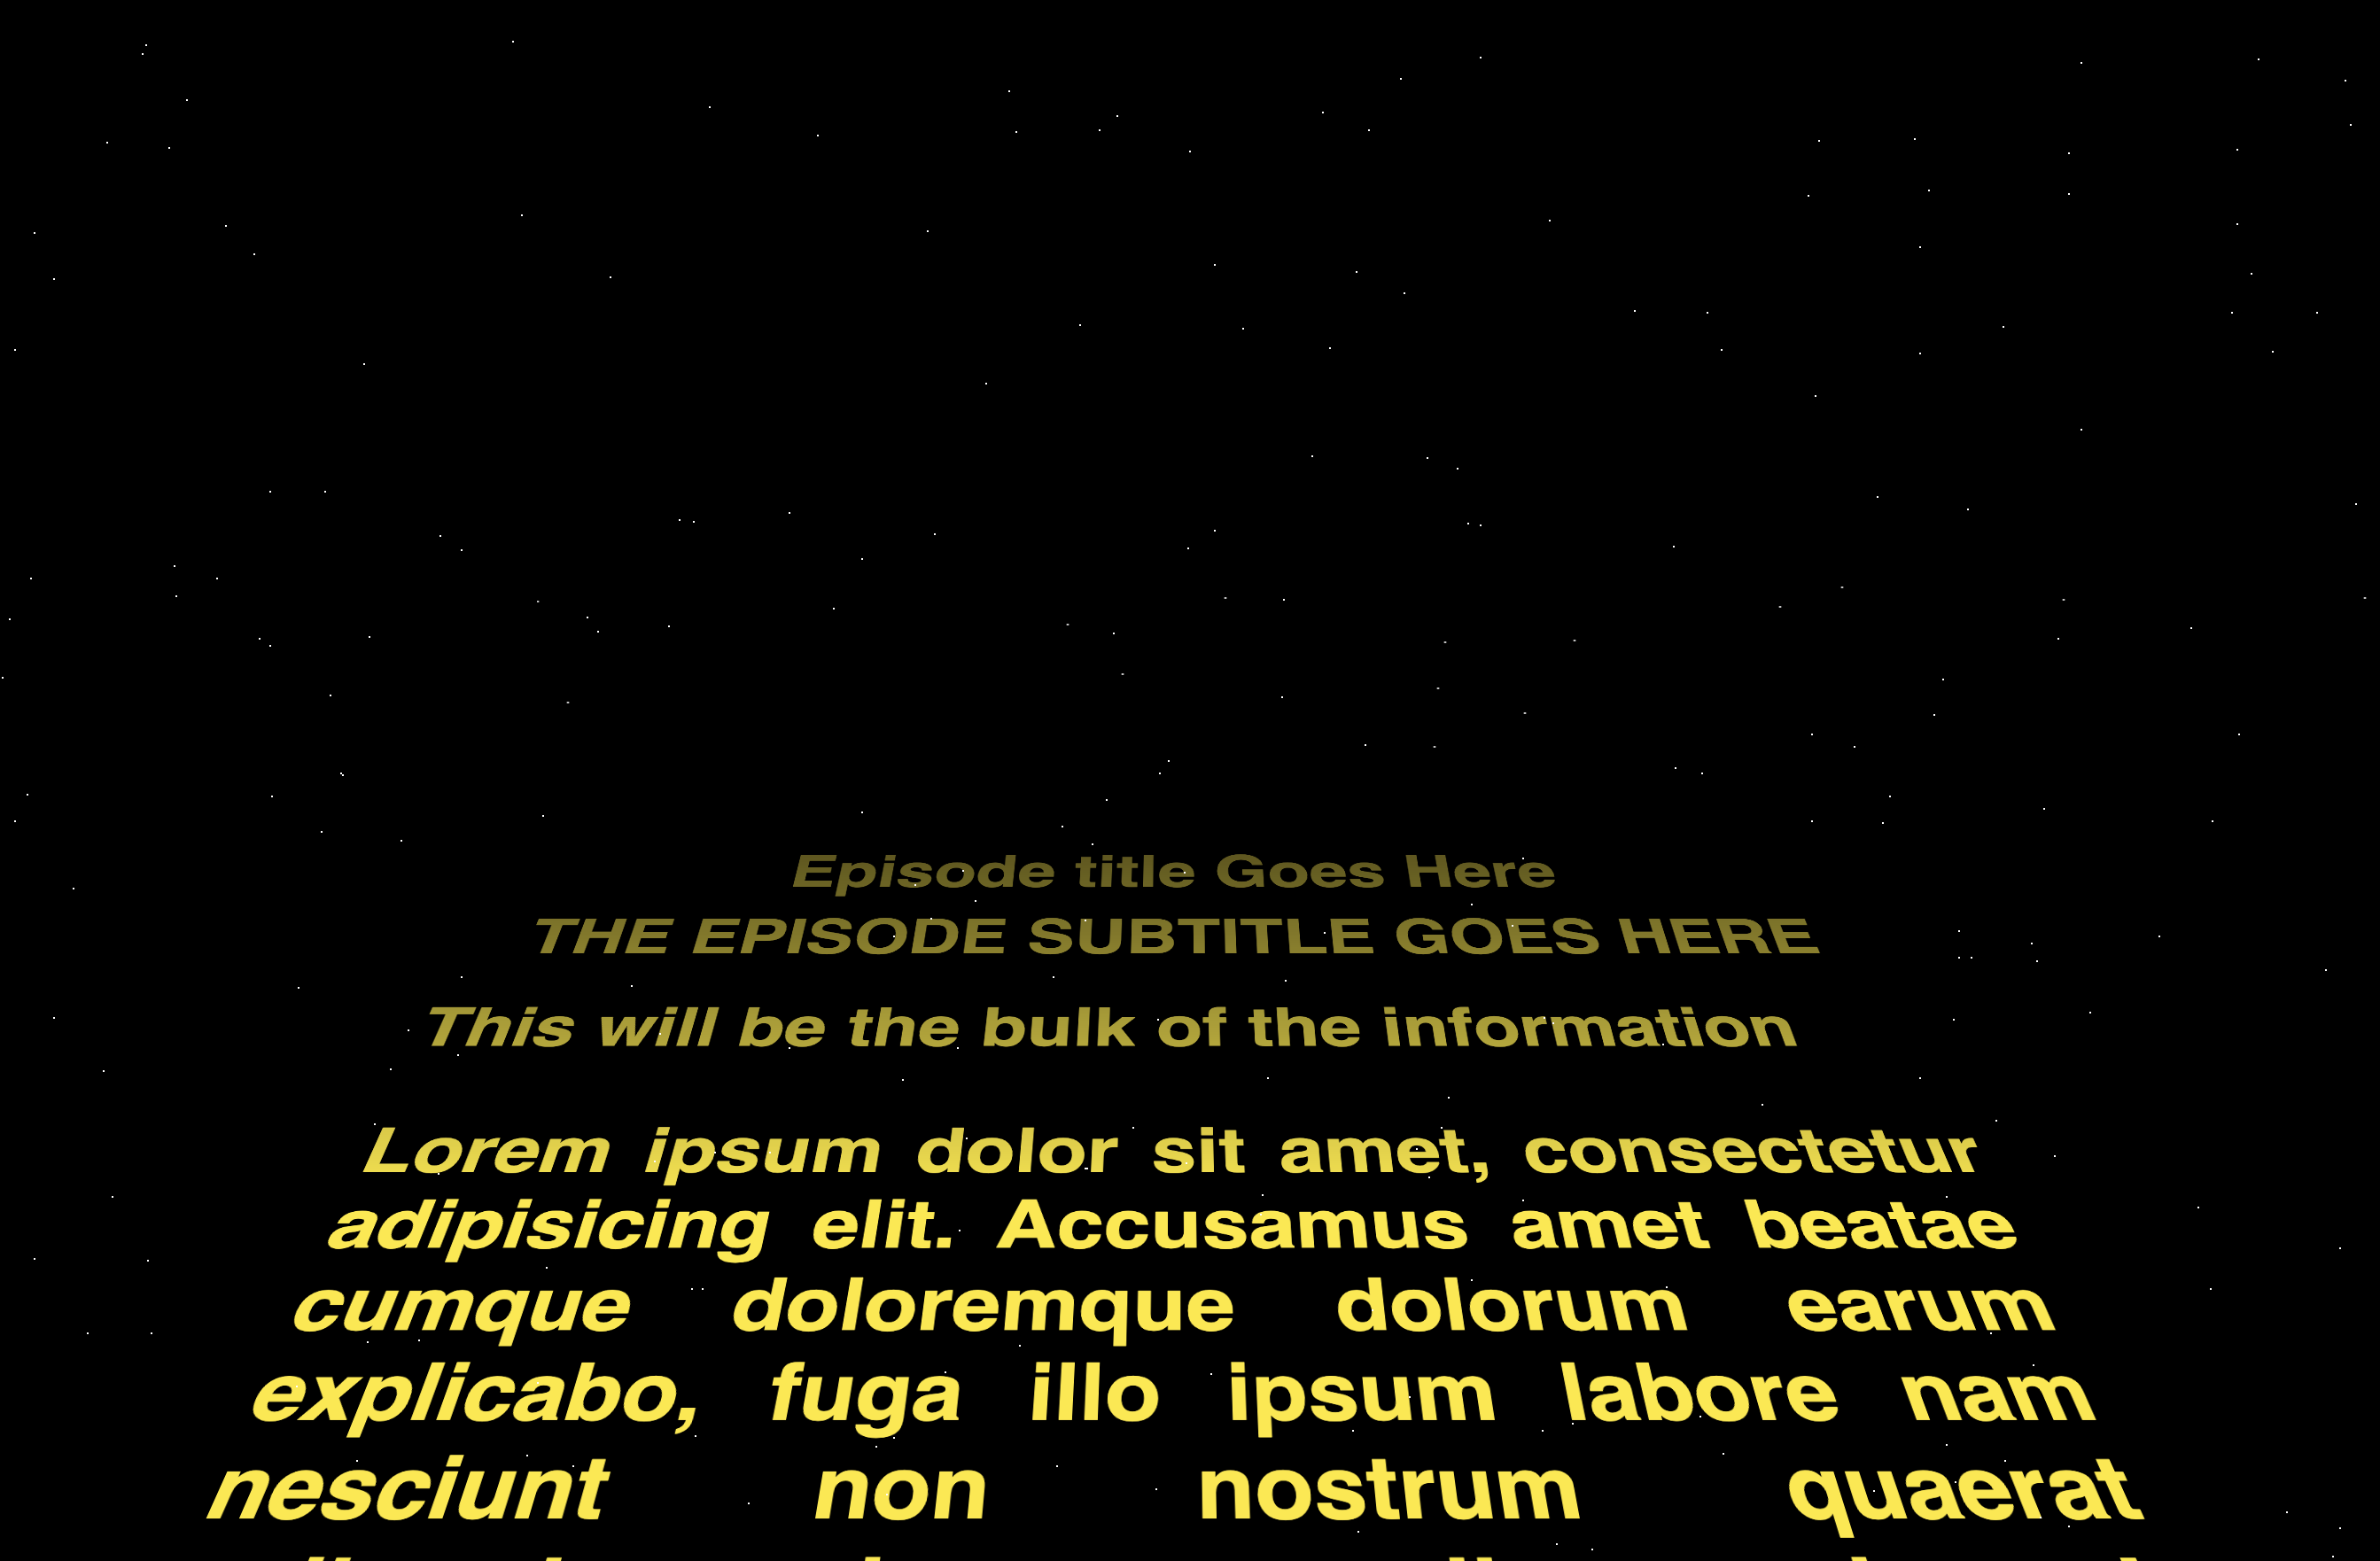 Episode title Goes Here
THE EPISODE SUBTITLE GOES HERE
This will be the bulk of the information
Lorem ipsum dolor sit amet, consectetur
adipisicing elit. Accusamus amet beatae
cumque doloremque dolorum earum
explicabo, fuga illo ipsum labore nam
nesciunt non nostrum quaerat